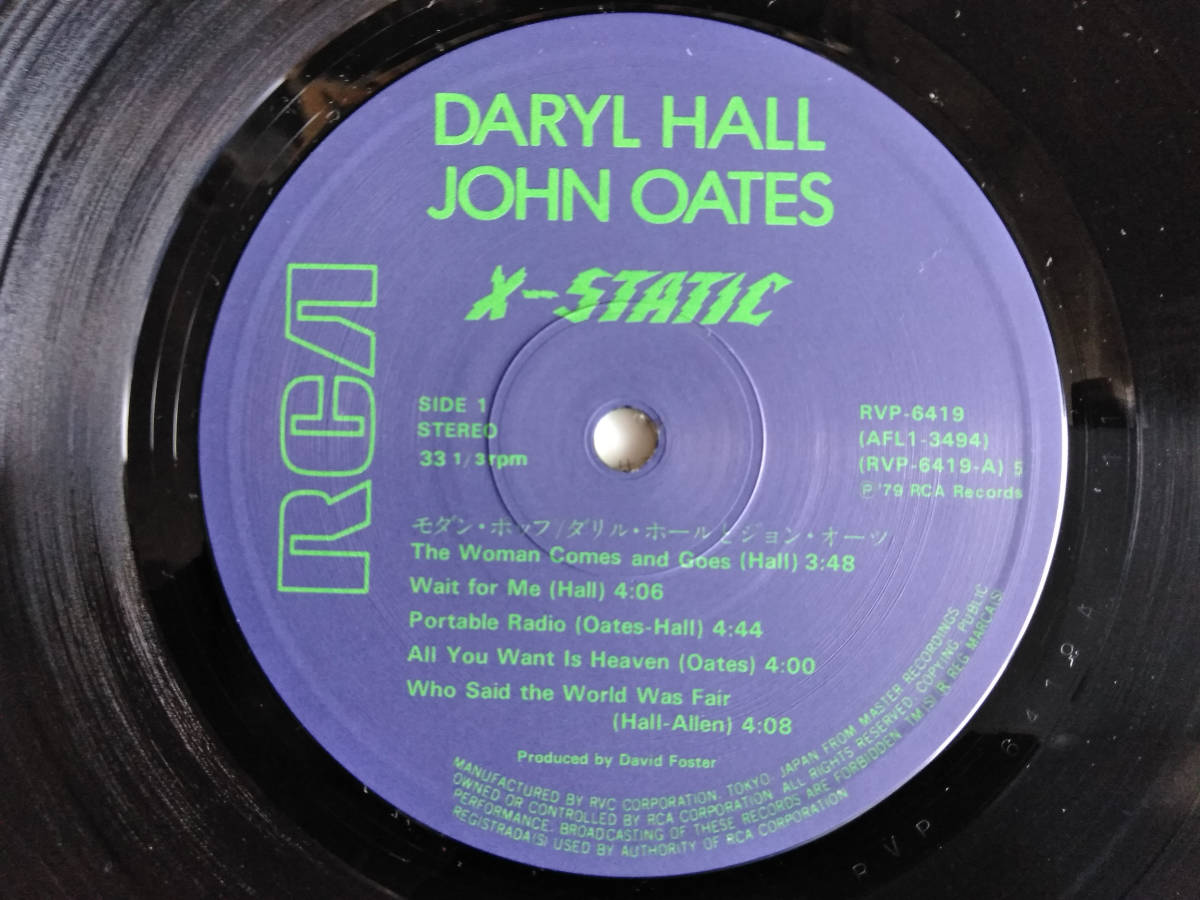 DARYL HALL
JOHN OATES
X-STATIC
RCA
SIDE 1
STEREO
33 1/3 rpm
RVP-6419
(AFL1-3494)
(RVP-6419-A) 5
Ⓟ '79 RCA Records
モダン・ポップ/ダリル・ホールとジョン・オーツ
The Woman Comes and Goes (Hall) 3:48
Wait for Me (Hall) 4:06
Portable Radio (Oates-Hall) 4:44
All You Want Is Heaven (Oates) 4:00
Who Said the World Was Fair
(Hall-Allen) 4:08
Produced by David Foster
MANUFACTURED BY RVC CORPORATION, TOKYO, JAPAN FROM MASTER RECORDINGS
OWNED OR CONTROLLED BY RCA CORPORATION. ALL RIGHTS RESERVED. COPYING, PUBLIC
PERFORMANCE, BROADCASTING OF THESE RECORDS ARE FORBIDDEN. TM(S) R. REG. MARCA(S)
REGISTRADA(S) USED BY AUTHORITY OF RCA CORPORATION
RVP 6419A